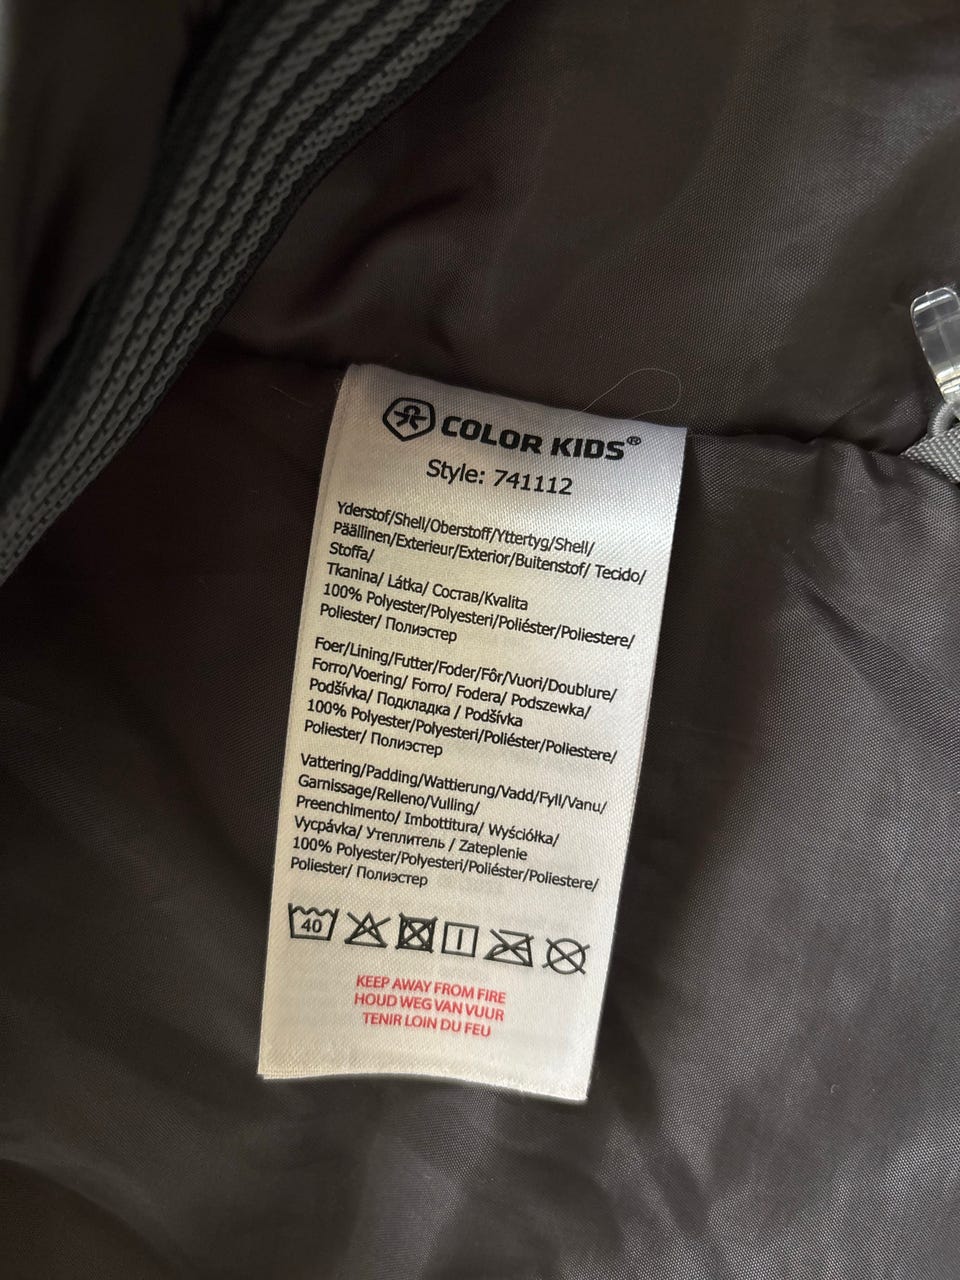 COLOR KIDS®
Style: 741112
Yderstof/Shell/Oberstoff/Yttertyg/Shell/
Päällinen/Exterieur/Exterior/Buitenstof/ Tecido/
Stoffa/
Tkanina/ Látka/ Состав/Kvalita
100% Polyester/Polyesteri/Poliéster/Poliestere/
Poliester/ Полиэстер
Foer/Lining/Futter/Foder/Fôr/Vuori/Doublure/
Forro/Voering/ Forro/ Fodera/ Podszewka/
Podšívka/ Подкладка / Podšívka
100% Polyester/Polyesteri/Poliéster/Poliestere/
Poliester/ Полиэстер
Vattering/Padding/Wattierung/Vadd/Fyll/Vanu/
Garnissage/Relleno/Vulling/
Preenchimento/ Imbottitura/ Wyściółka/
Vycpávka/ Утеплитель / Zateplenie
100% Polyester/Polyesteri/Poliéster/Poliestere/
Poliester/ Полиэстер
40
KEEP AWAY FROM FIRE
HOUD WEG VAN VUUR
TENIR LOIN DU FEU